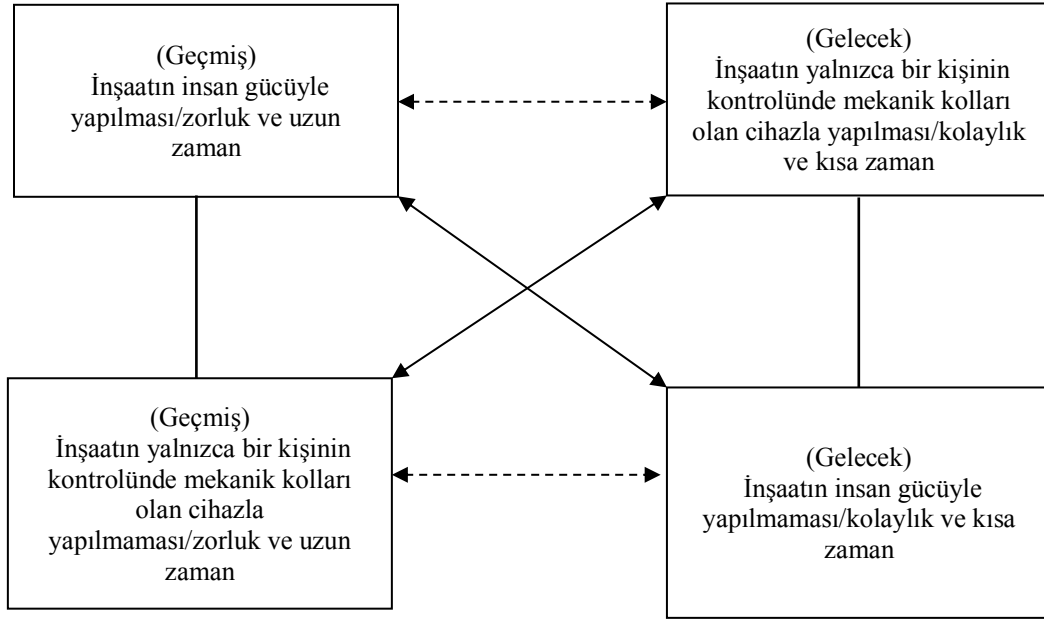 (Geçmiş)
İnşaatın insan gücüyle
yapılması/zorluk ve uzun
zaman
(Gelecek)
İnşaatın yalnızca bir kişinin
kontrolünde mekanik kolları
olan cihazla yapılması/kolaylık
ve kısa zaman
(Geçmiş)
İnşaatın yalnızca bir kişinin
kontrolünde mekanik kolları
olan cihazla
yapılmaması/zorluk ve uzun
zaman
(Gelecek)
İnşaatın insan gücüyle
yapılmaması/kolaylık ve kısa
zaman